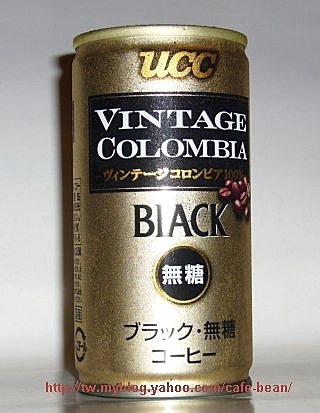 ucc
VINTAGE
COLOMBIA
ヴィンテージコロンビア100%
BLACK
無糖
ブラック・無糖
コーヒー
http://tw.myblog.yahoo.com/cafe-bean/